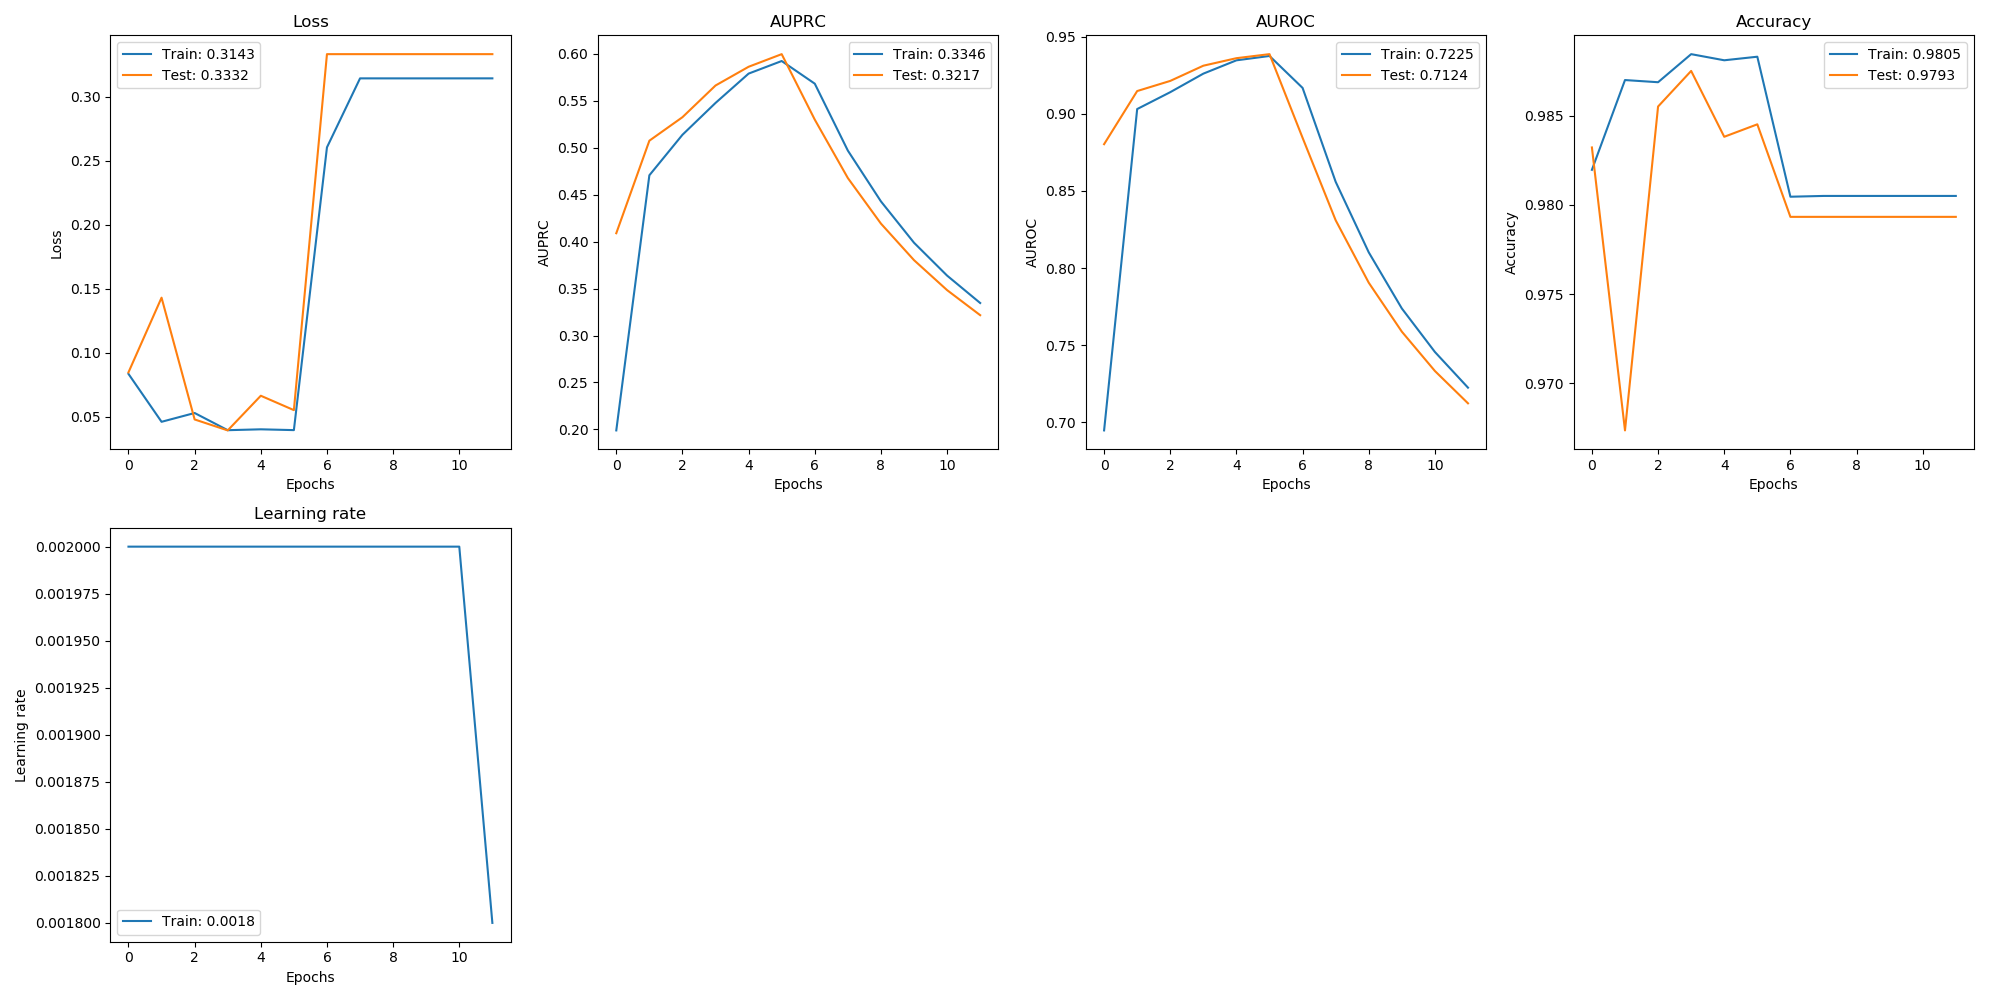 Loss
Train: 0.3143
Test: 0.3332
0.30
0.25
0.20
0.15
0.10
0.05
Loss
0 2 4 6 8 10
Epochs
AUPRC
Train: 0.3346
Test: 0.3217
0.60
0.55
0.50
0.45
0.40
0.35
0.30
0.25
0.20
AUPRC
0 2 4 6 8 10
Epochs
AUROC
Train: 0.7225
Test: 0.7124
0.95
0.90
0.85
0.80
0.75
0.70
AUROC
0 2 4 6 8 10
Epochs
Accuracy
Train: 0.9805
Test: 0.9793
0.985
0.980
0.975
0.970
Accuracy
0 2 4 6 8 10
Epochs
Learning rate
0.002000
0.001975
0.001950
0.001925
0.001900
0.001875
0.001850
0.001825
0.001800
Learning rate
Train: 0.0018
0 2 4 6 8 10
Epochs